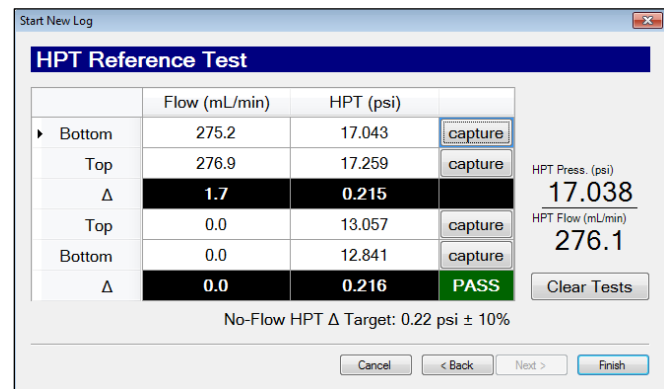 Start New Log
HPT Reference Test
Flow (mL/min) HPT (psi)
Bottom 275.2 17.043 capture
Top 276.9 17.259 capture
Δ 1.7 0.215
Top 0.0 13.057 capture
Bottom 0.0 12.841 capture
Δ 0.0 0.216 PASS
HPT Press. (psi)
17.038
HPT Flow (mL/min)
276.1
Clear Tests
No-Flow HPT Δ Target: 0.22 psi ± 10%
Cancel < Back Next > Finish